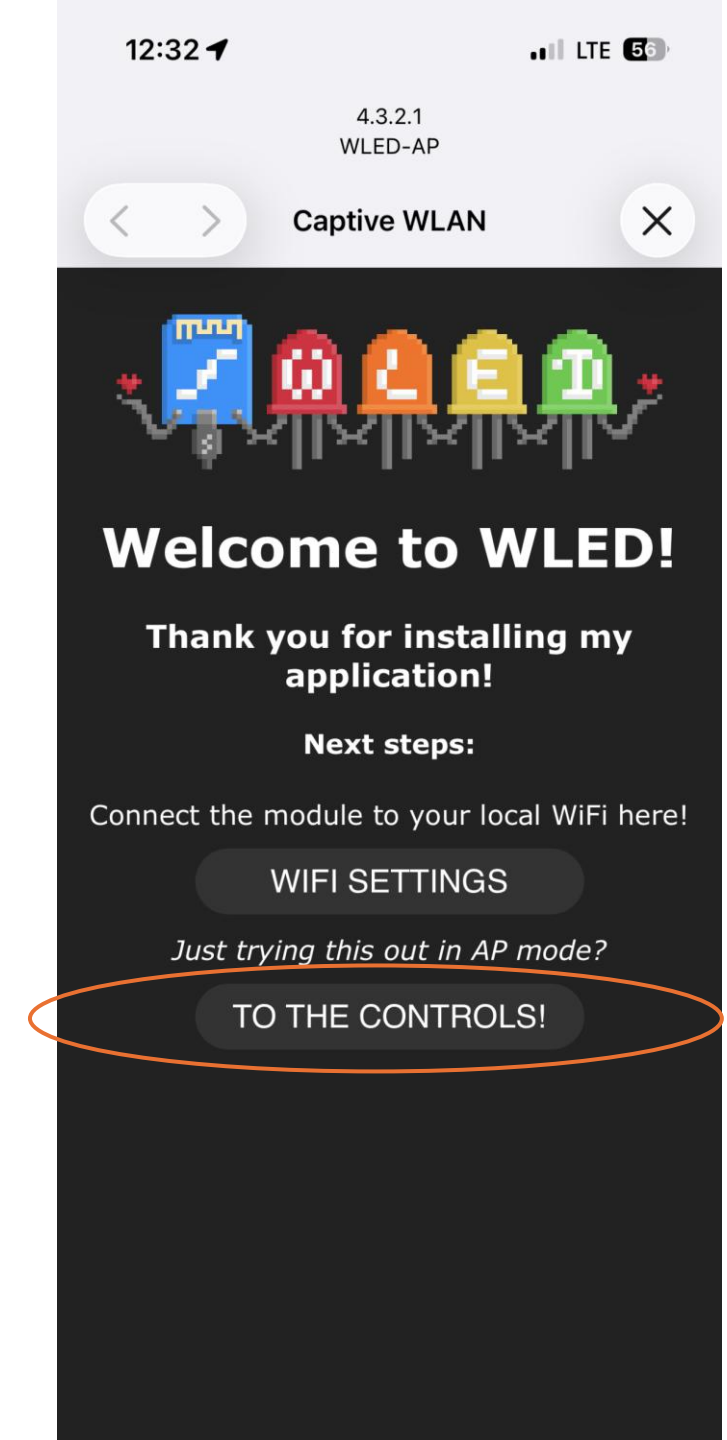 12:32
LTE 56
4.3.2.1
WLED-AP
Captive WLAN
WLED
Welcome to WLED!
Thank you for installing my
application!
Next steps:
Connect the module to your local WiFi here!
WIFI SETTINGS
Just trying this out in AP mode?
TO THE CONTROLS!